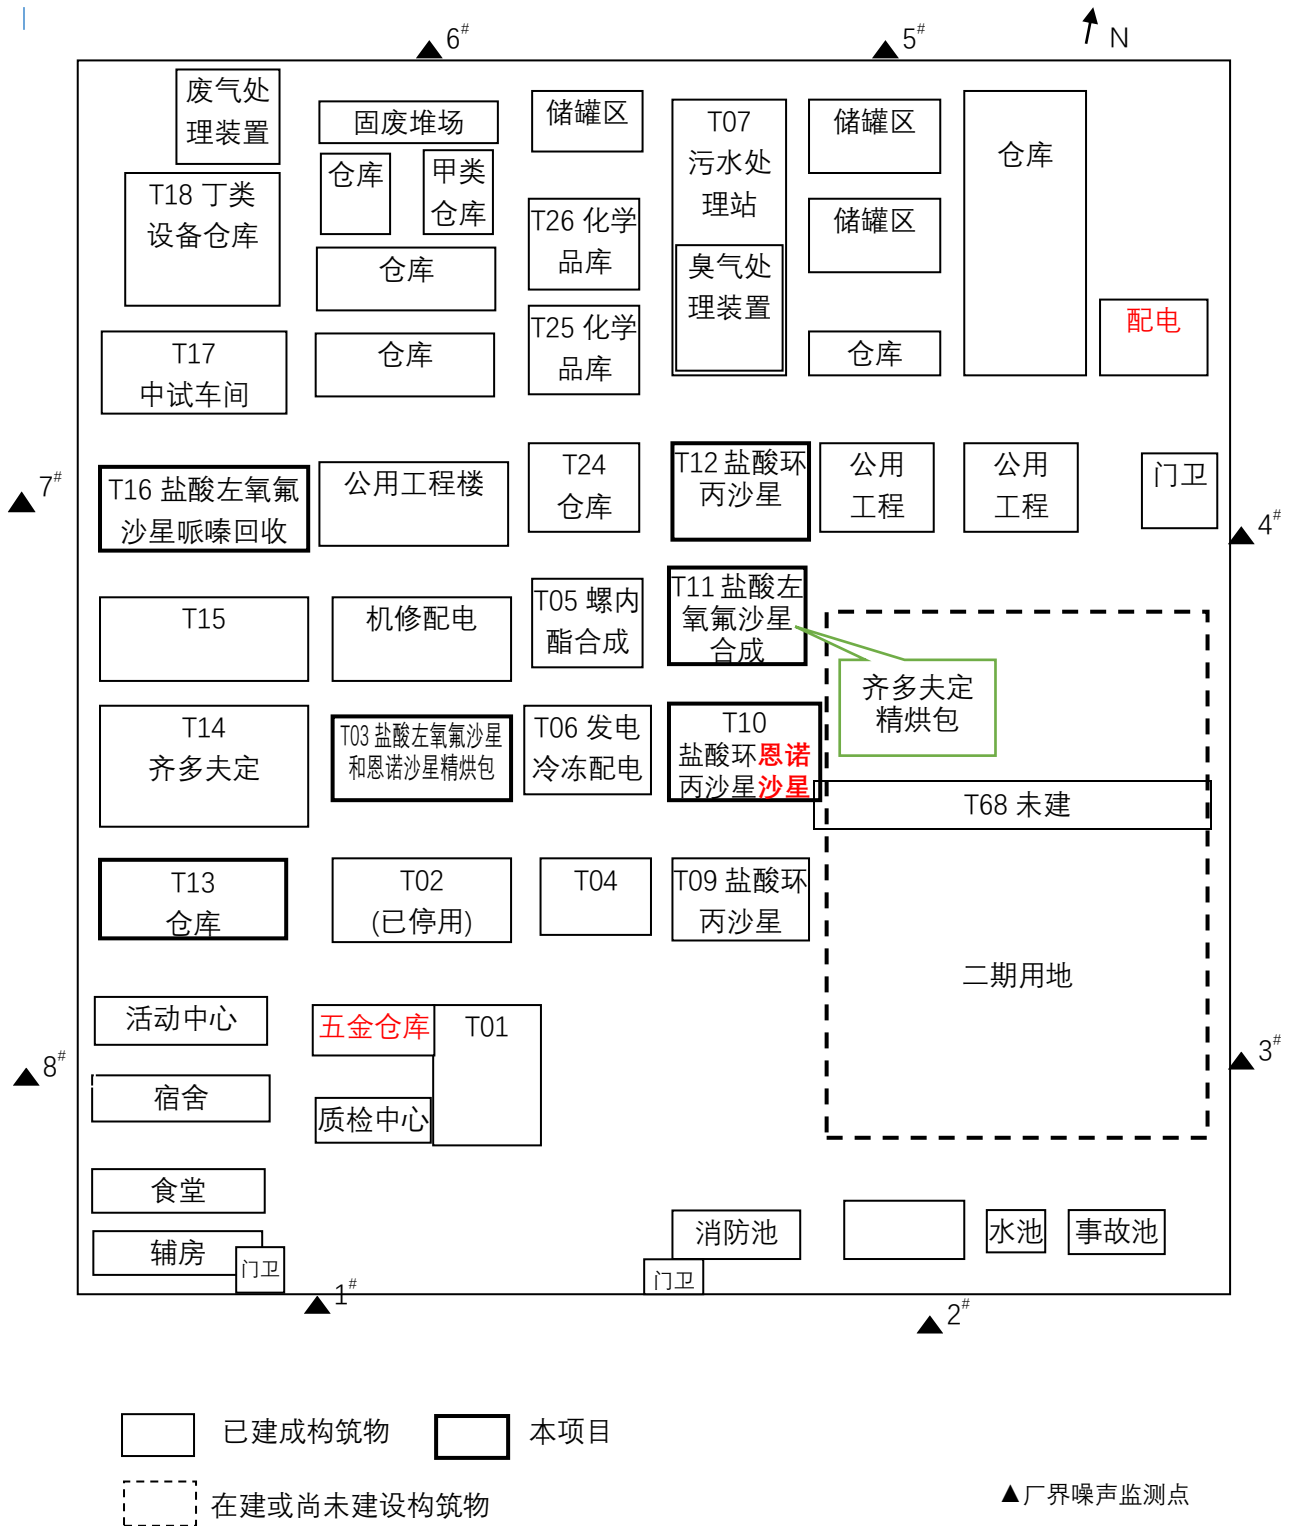 6#
5#
N
废气处
理装置
固废堆场
储罐区
T07
污水处
理站
储罐区
仓库
仓库
甲类
仓库
T18 丁类
设备仓库
T26 化学
品库
储罐区
仓库
臭气处
理装置
T25 化学
品库
配电
T17
中试车间
仓库
仓库
7#
T16 盐酸左氧氟
沙星哌嗪回收
公用工程楼
T24
仓库
T12 盐酸环
丙沙星
公用
工程
公用
工程
门卫
4#
T15
机修配电
T05 螺内
酯合成
T11 盐酸左
氧氟沙星
合成
齐多夫定
精烘包
T14
齐多夫定
T03 盐酸左氧氟沙星
和恩诺沙星精烘包
T06 发电
冷冻配电
T10
盐酸环恩诺
丙沙星沙星
T68 未建
T13
仓库
T02
(已停用)
T04
T09 盐酸环
丙沙星
二期用地
活动中心
五金仓库
T01
8#
3#
宿舍
质检中心
食堂
辅房
门卫
消防池
门卫
水池
事故池
1#
2#
已建成构筑物
本项目
在建或尚未建设构筑物
▲厂界噪声监测点